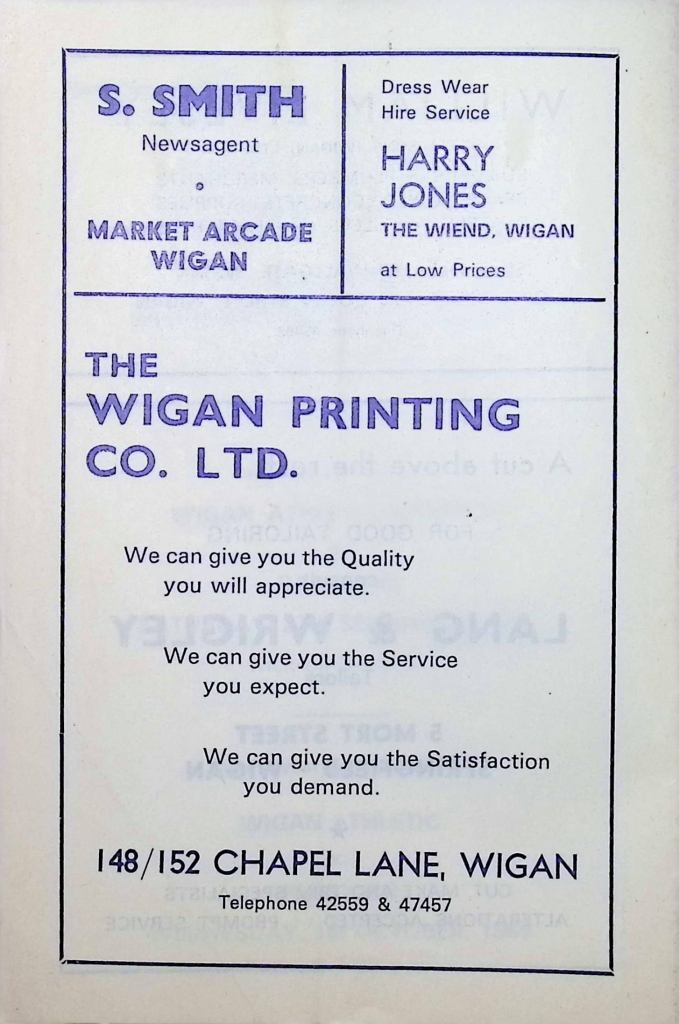 S. SMITH
Newsagent
MARKET ARCADE
WIGAN
Dress Wear
Hire Service
HARRY
JONES
THE WIEND, WIGAN
at Low Prices
THE
WIGAN PRINTING
CO. LTD.
We can give you the Quality
you will appreciate.
We can give you the Service
you expect.
We can give you the Satisfaction
you demand.
148/152 CHAPEL LANE, WIGAN
Telephone 42559 & 47457